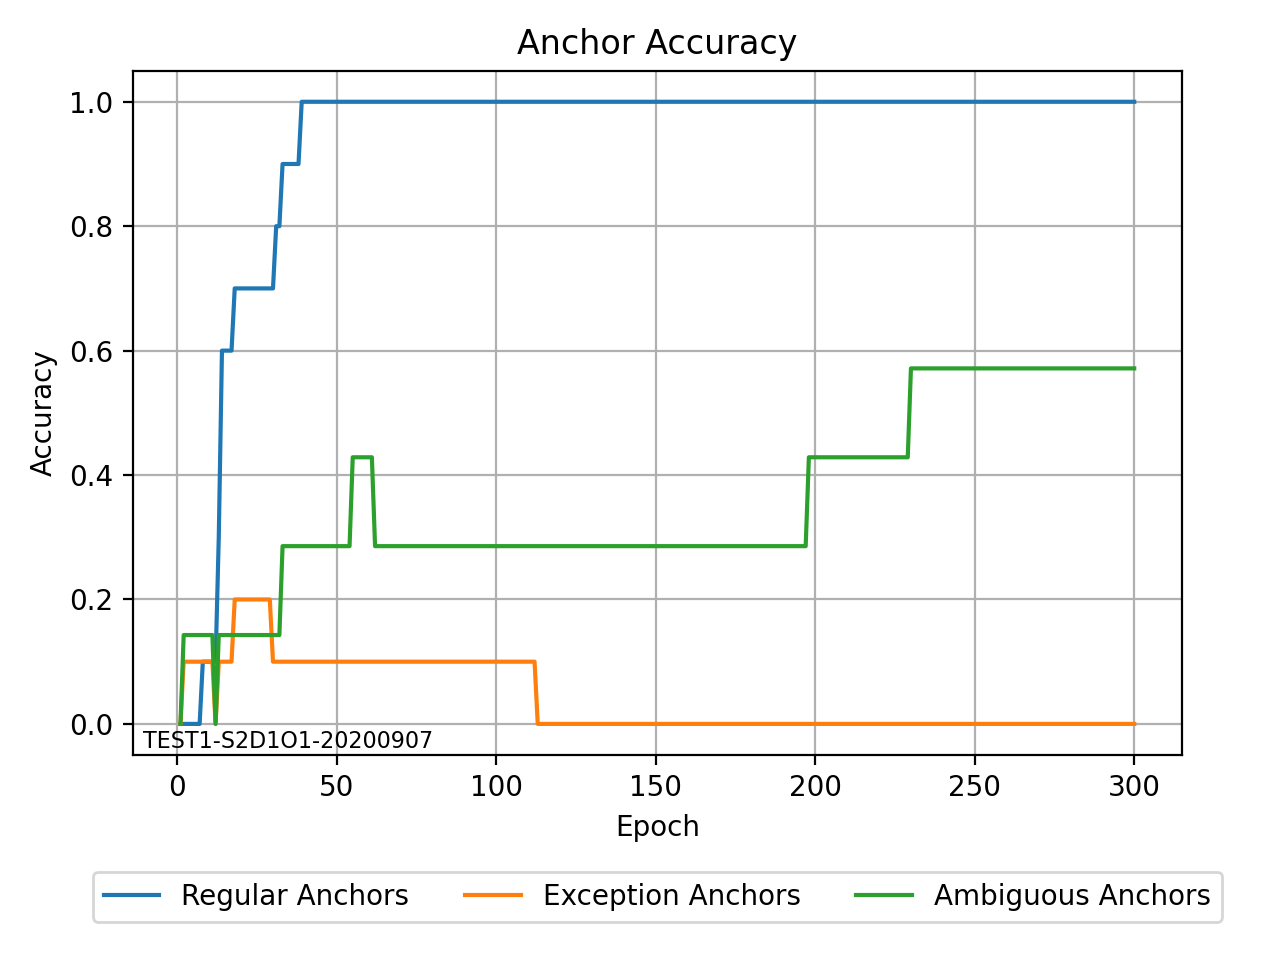 Anchor Accuracy
1.0
0.8
0.6
0.4
0.2
0.0
Accuracy
TEST1-S2D1O1-20200907
0 50 100 150 200 250 300
Epoch
Regular Anchors Exception Anchors Ambiguous Anchors